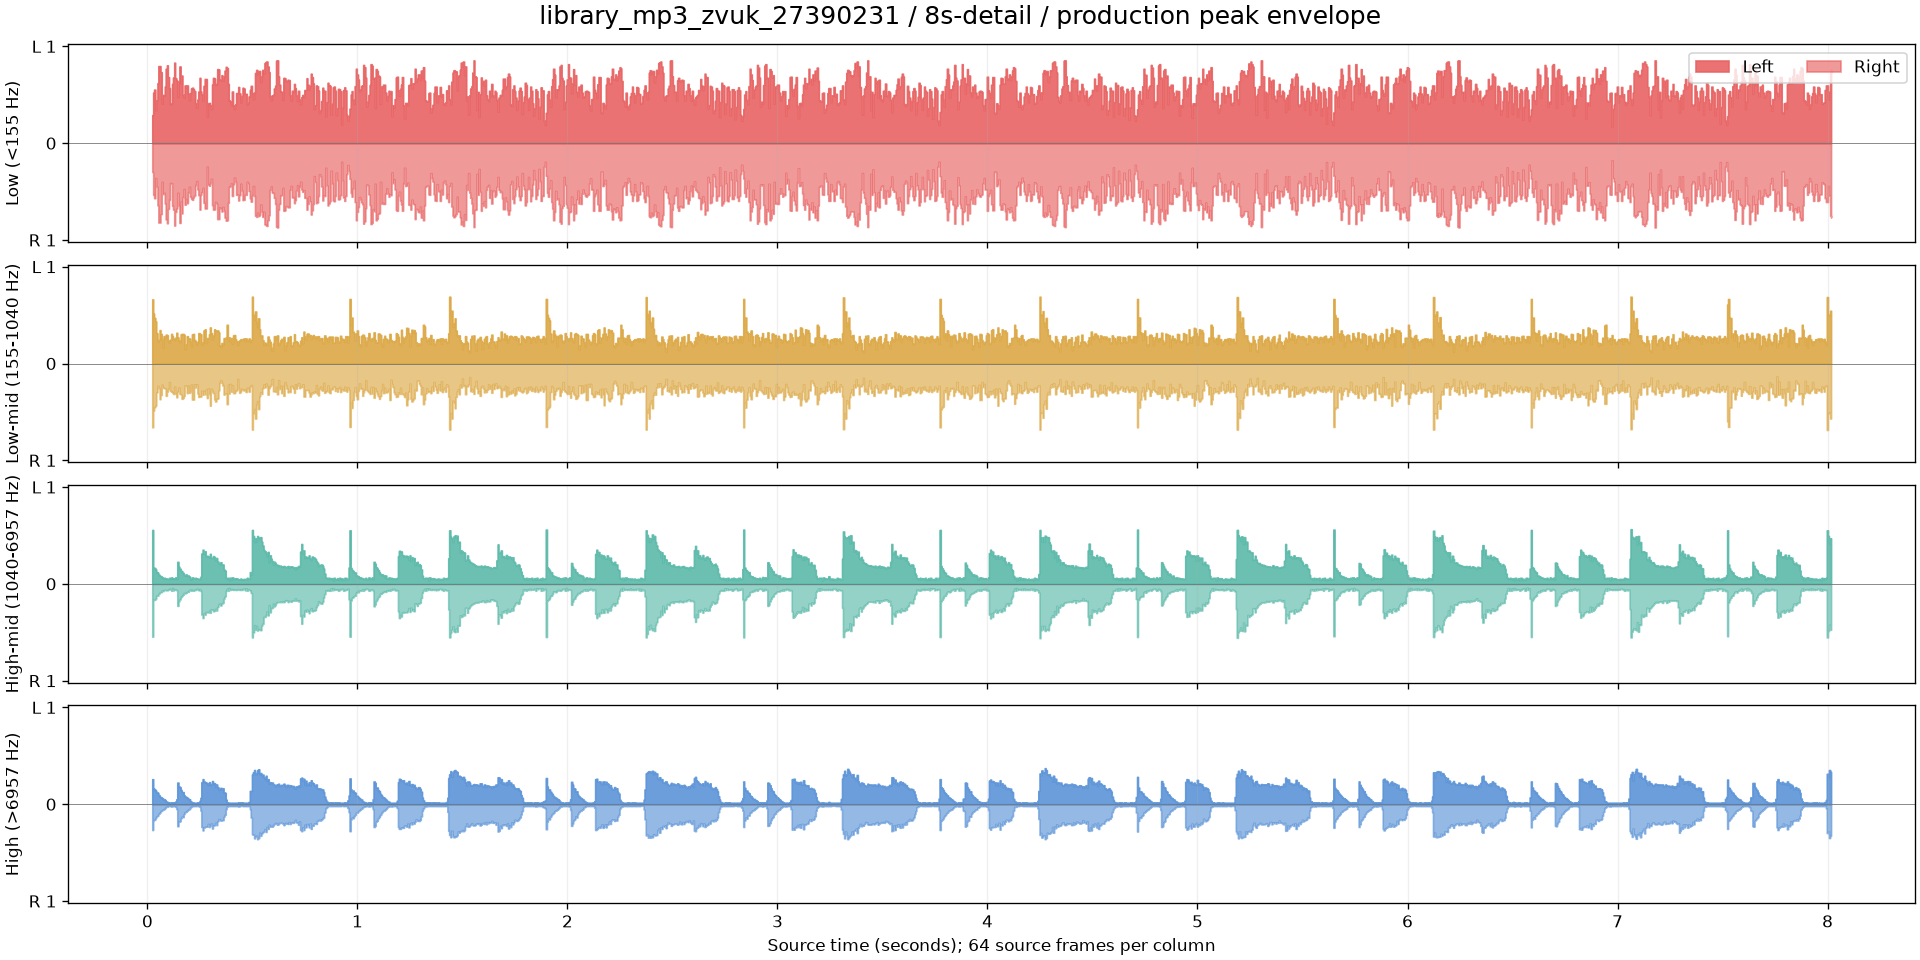 library_mp3_zvuk_27390231 / 8s-detail / production peak envelope
L 1
0
R 1
Low (<155 Hz)
Left
Right
L 1
0
R 1
Low-mid (155-1040 Hz)
L 1
0
R 1
High-mid (1040-6957 Hz)
L 1
0
R 1
High (>6957 Hz)
0
1
2
3
4
5
6
7
8
Source time (seconds); 64 source frames per column